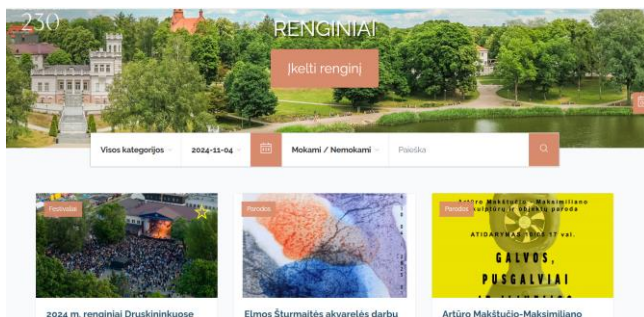 230
RENGINIAI
Įkelti renginį
Visos kategorijos
2024-11-04
Mokami / Nemokami
Paieška
Festivaliai
Parodos
Parodos
Artūro Makštučio-Maksimiliano
skulptūrų ir objektų paroda
GALVOS,
PUSGALVIAI
2024 m. renginiai Druskininkuose
Elmos Šturmaitės akvarelės darbų
Artūro Makštučio-Maksimiliano